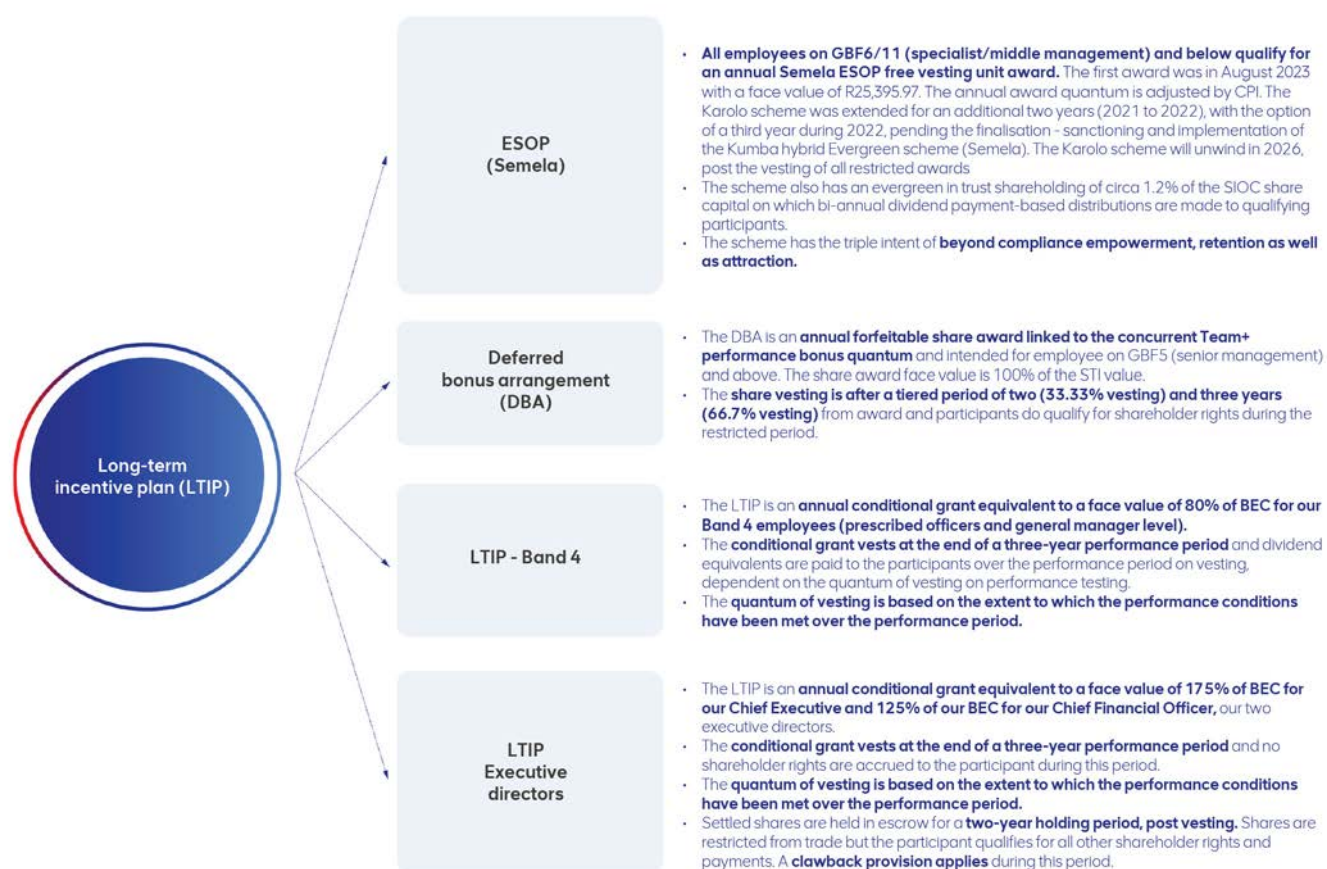 Long-term
incentive plan (LTIP)
ESOP
(Semela)
• All employees on GBF6/11 (specialist/middle management) and below qualify for
an annual Semela ESOP free vesting unit award. The first award was in August 2023
with a face value of R25,395.97. The annual award quantum is adjusted by CPI. The
Karolo scheme was extended for an additional two years (2021 to 2022), with the option
of a third year during 2022, pending the finalisation - sanctioning and implementation of
the Kumba hybrid Evergreen scheme (Semela). The Karolo scheme will unwind in 2026,
post the vesting of all restricted awards
• The scheme also has an evergreen in trust shareholding of circa 1.2% of the SIOC share
capital on which bi-annual dividend payment-based distributions are made to qualifying
participants.
• The scheme has the triple intent of beyond compliance empowerment, retention as well
as attraction.
Deferred
bonus arrangement
(DBA)
• The DBA is an annual forfeitable share award linked to the concurrent Team+
performance bonus quantum and intended for employee on GBF5 (senior management)
and above. The share award face value is 100% of the STI value.
• The share vesting is after a tiered period of two (33.33% vesting) and three years
(66.7% vesting) from award and participants do qualify for shareholder rights during the
restricted period.
LTIP - Band 4
• The LTIP is an annual conditional grant equivalent to a face value of 80% of BEC for our
Band 4 employees (prescribed officers and general manager level).
• The conditional grant vests at the end of a three-year performance period and dividend
equivalents are paid to the participants over the performance period on vesting,
dependent on the quantum of vesting on performance testing.
• The quantum of vesting is based on the extent to which the performance conditions
have been met over the performance period.
LTIP
Executive
directors
• The LTIP is an annual conditional grant equivalent to a face value of 175% of BEC for
our Chief Executive and 125% of our BEC for our Chief Financial Officer, our two
executive directors.
• The conditional grant vests at the end of a three-year performance period and no
shareholder rights are accrued to the participant during this period.
• The quantum of vesting is based on the extent to which the performance conditions
have been met over the performance period.
• Settled shares are held in escrow for a two-year holding period, post vesting. Shares are
restricted from trade but the participant qualifies for all other shareholder rights and
payments. A clawback provision applies during this period.